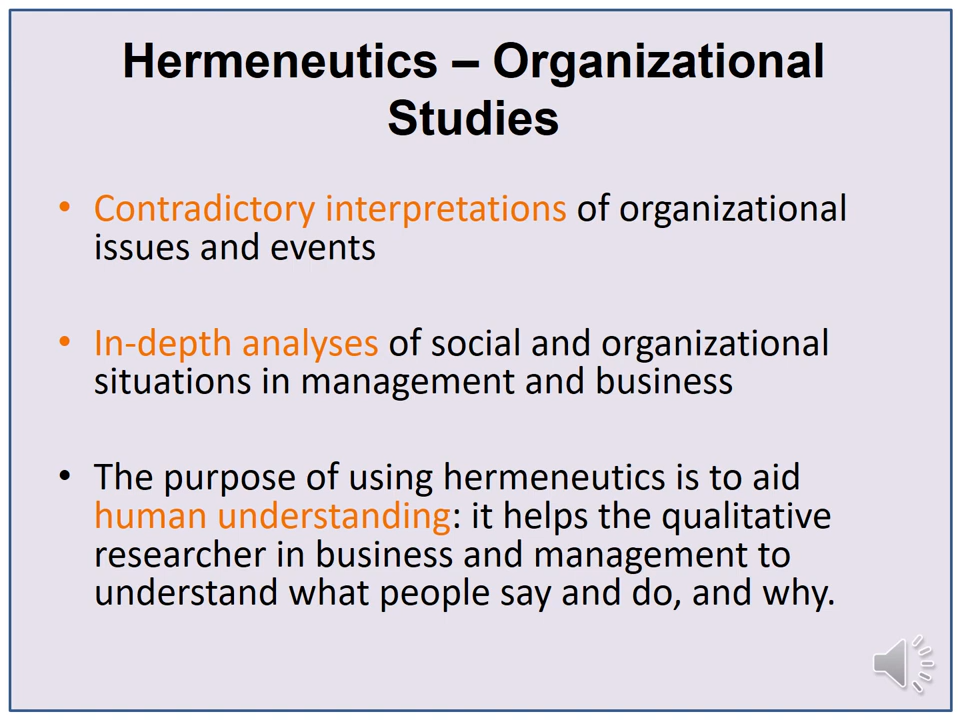 Hermeneutics – Organizational
Studies
• Contradictory interpretations of organizational
issues and events
• In-depth analyses of social and organizational
situations in management and business
• The purpose of using hermeneutics is to aid
human understanding: it helps the qualitative
researcher in business and management to
understand what people say and do, and why.